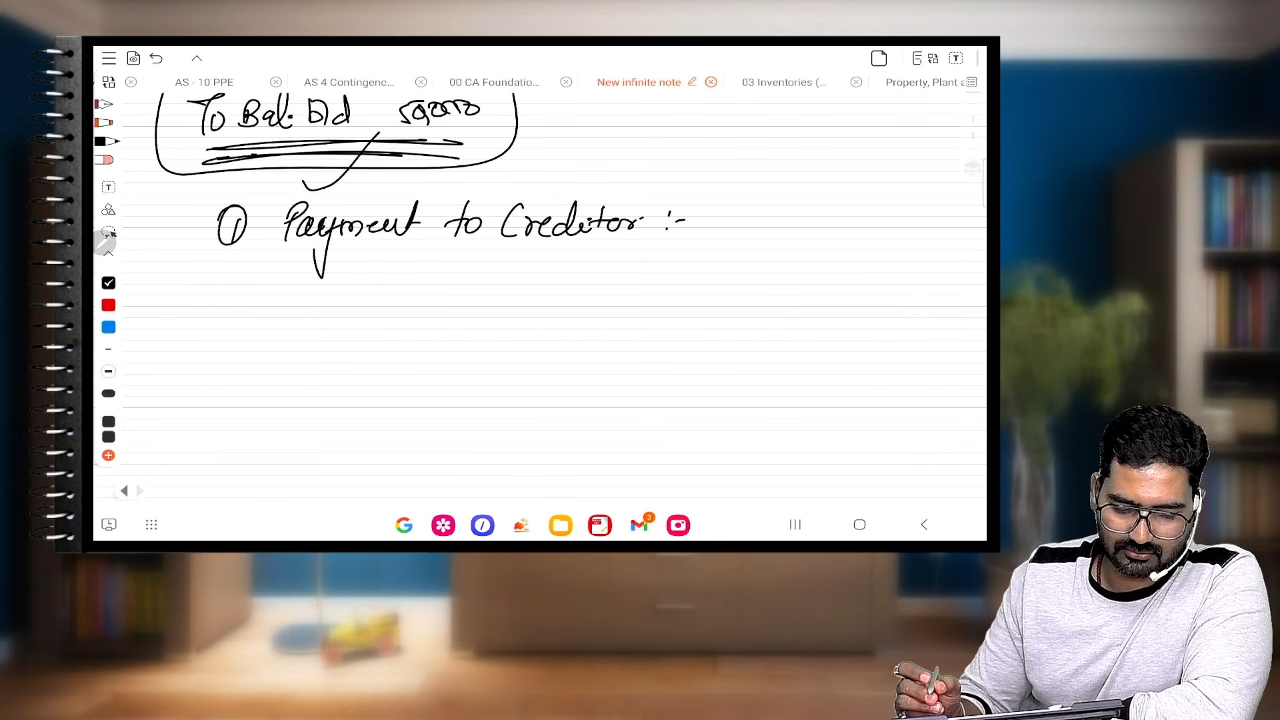 AS - 10 PPE AS 4 Contingenc... 00 CA Foundatio... New infinite note 03 Inventories (... Property, Plant a
To Bal. b/d
① Payment to Creditor :-
3